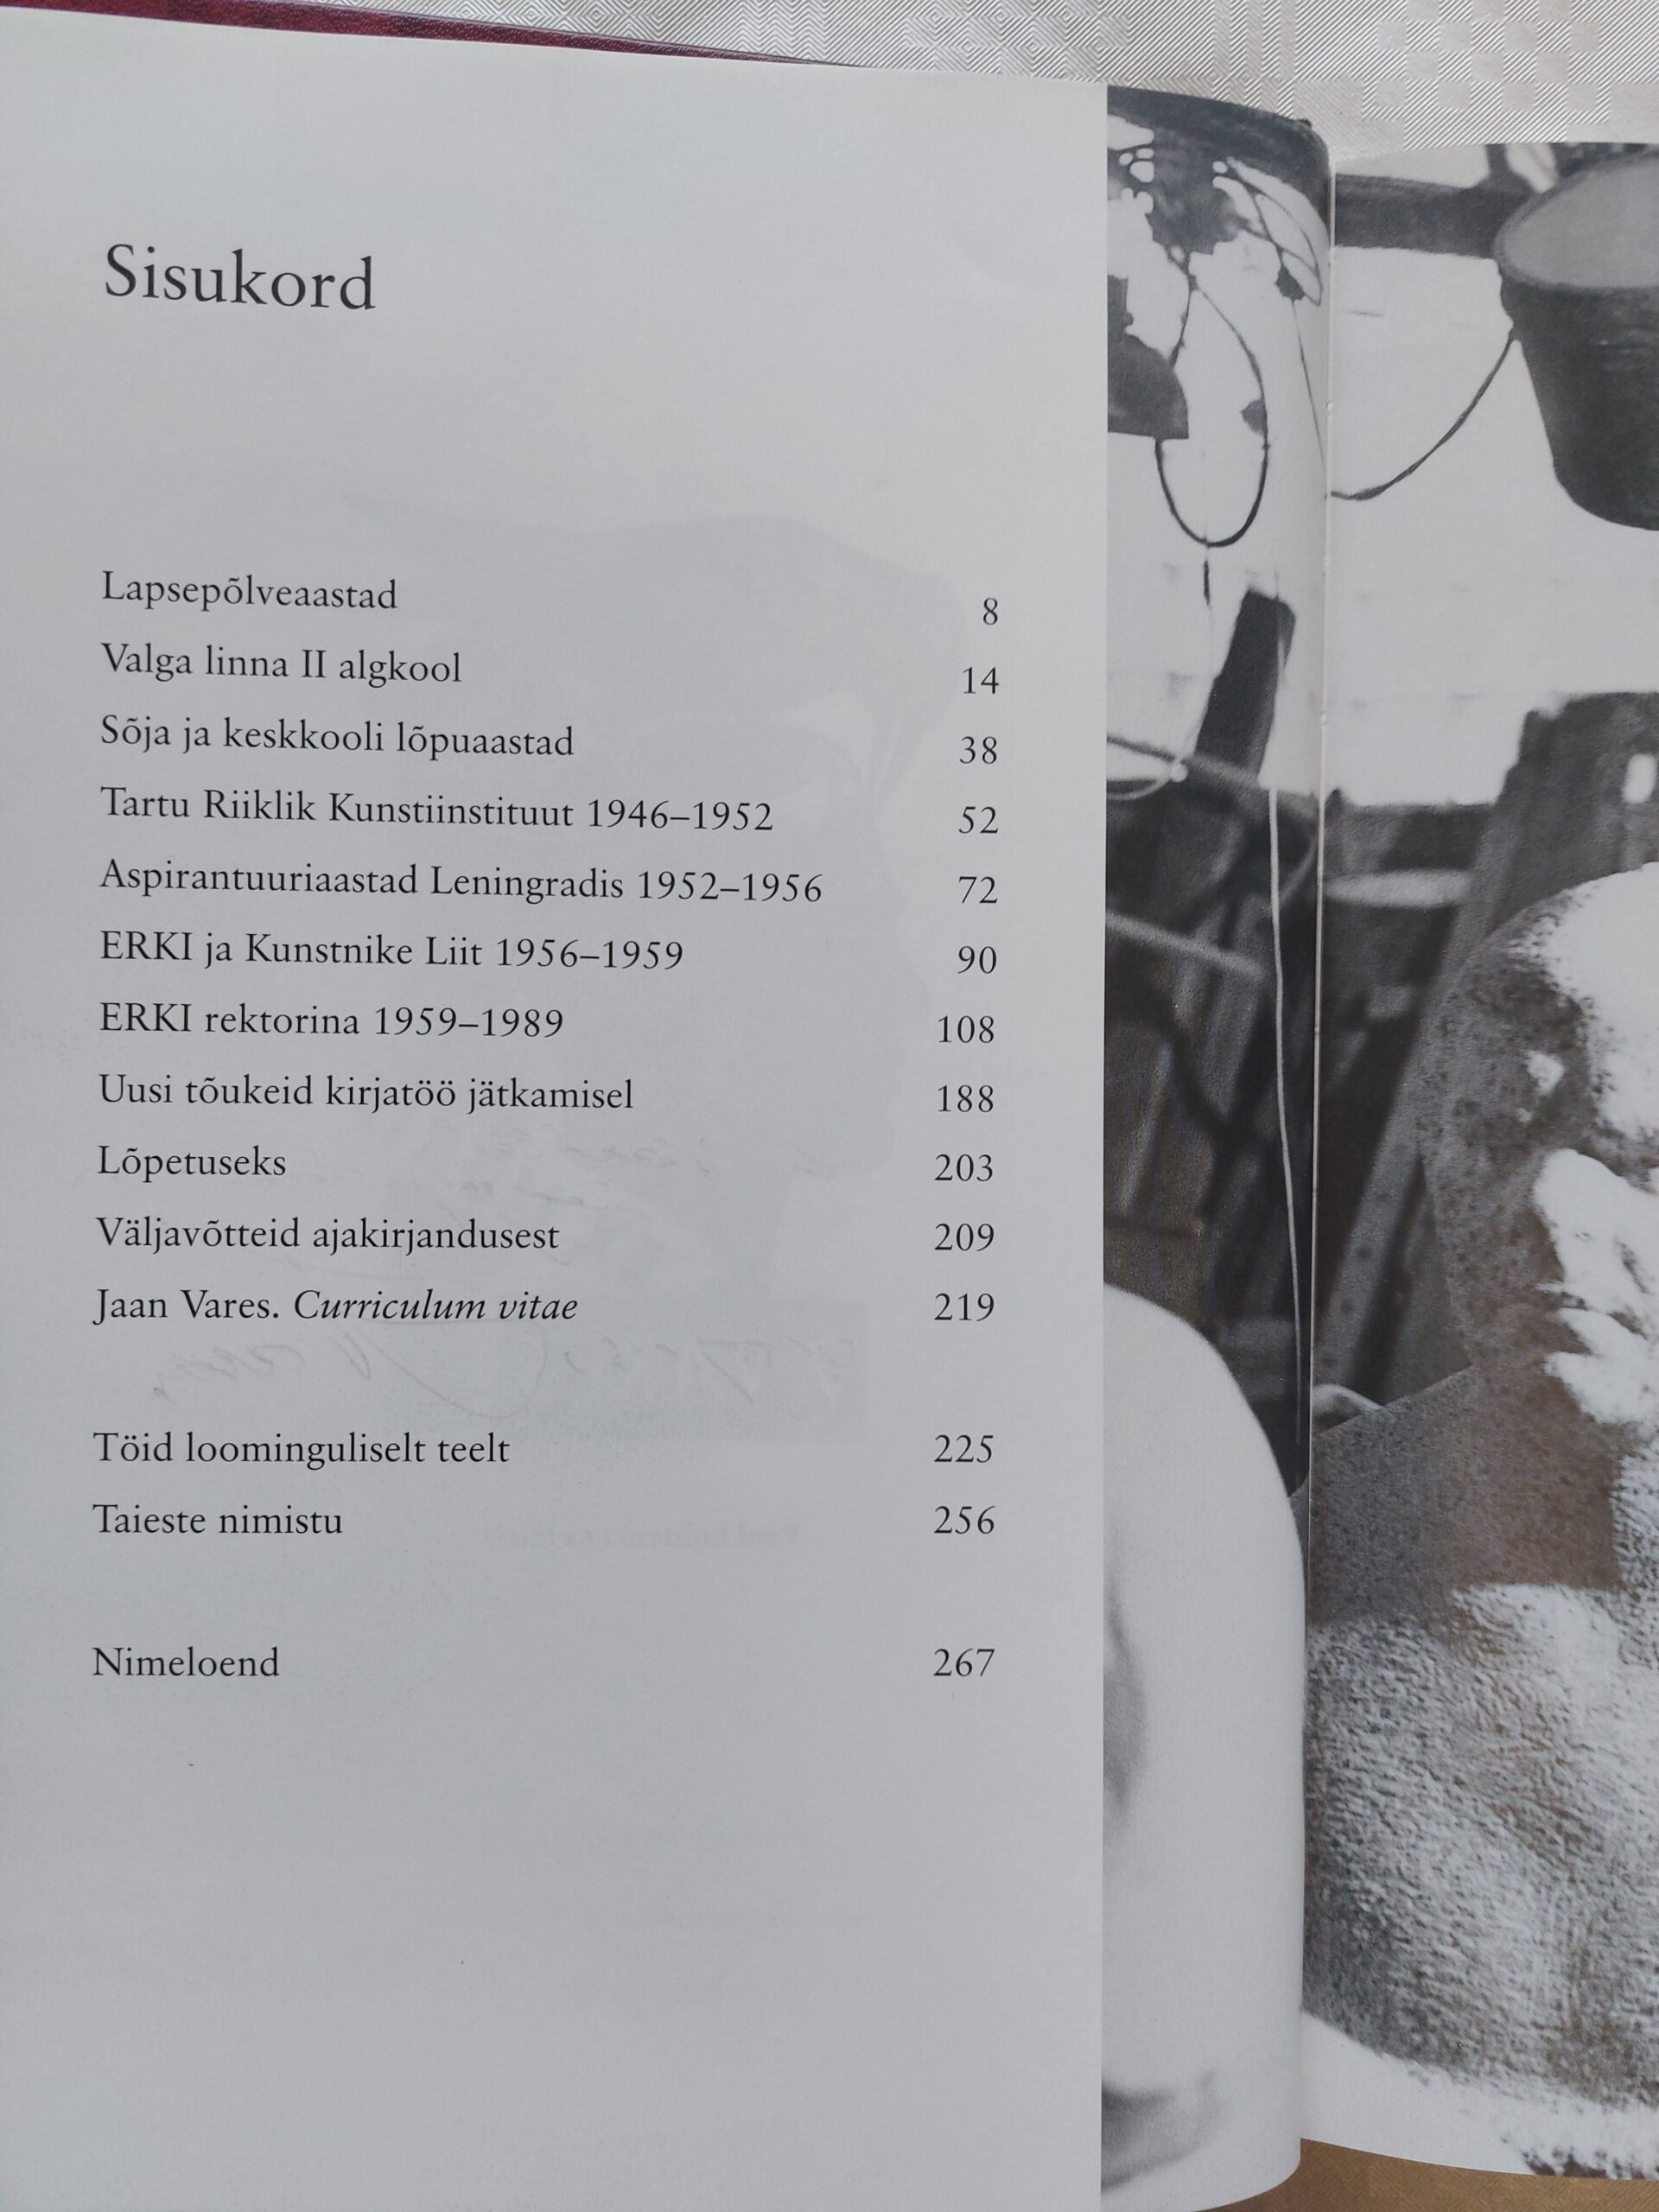 Sisukord
Lapsepõlveaastad 8
Valga linna II algkool 14
Sõja ja keskkooli lõpuaastad 38
Tartu Riiklik Kunstiinstituut 1946–1952 52
Aspirantuuriaastad Leningradis 1952–1956 72
ERKI ja Kunstnike Liit 1956–1959 90
ERKI rektorina 1959–1989 108
Uusi tõukeid kirjatöö jätkamisel 188
Lõpetuseks 203
Väljavõtteid ajakirjandusest 209
Jaan Vares. Curriculum vitae 219
Töid loominguliselt teelt 225
Taieste nimistu 256
Nimeloend 267